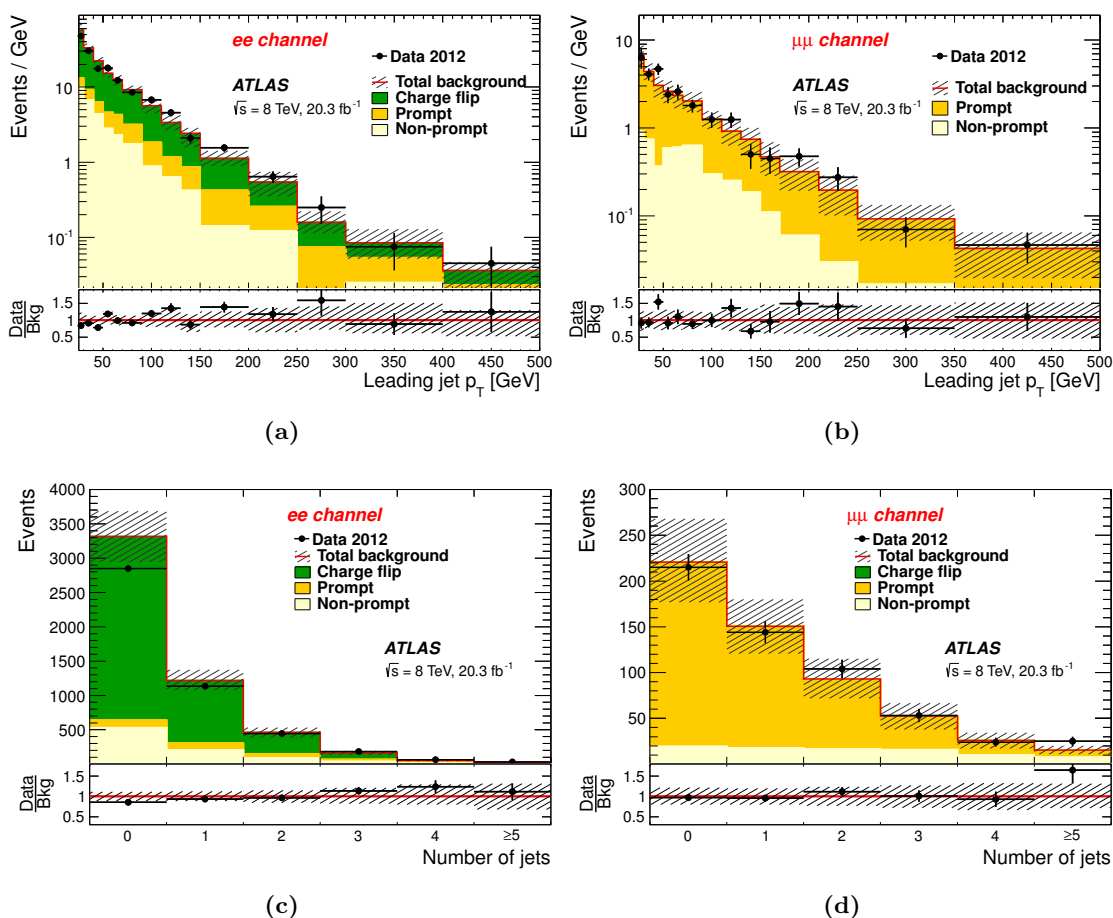 ee channel
Data 2012
ATLAS
Total background
√s = 8 TeV, 20.3 fb⁻¹
Charge flip
Prompt
Non-prompt
Events / GeV
10
1
10⁻¹
Data
Bkg
1.5
1
0.5
50 100 150 200 250 300 350 400 450 500
Leading jet p_T [GeV]
(a)
μμ channel
Data 2012
ATLAS
Total background
√s = 8 TeV, 20.3 fb⁻¹
Prompt
Non-prompt
Events / GeV
10
1
10⁻¹
Data
Bkg
1.5
1
0.5
50 100 150 200 250 300 350 400 450 500
Leading jet p_T [GeV]
(b)
Events
4000
3500
3000
2500
2000
1500
1000
500
ee channel
Data 2012
Total background
Charge flip
Prompt
Non-prompt
ATLAS
√s = 8 TeV, 20.3 fb⁻¹
Data
Bkg
1.5
1
0.5
0 1 2 3 4 ≥5
Number of jets
(c)
Events
300
250
200
150
100
50
μμ channel
Data 2012
Total background
Prompt
Non-prompt
ATLAS
√s = 8 TeV, 20.3 fb⁻¹
Data
Bkg
1.5
1
0.5
0 1 2 3 4 ≥5
Number of jets
(d)